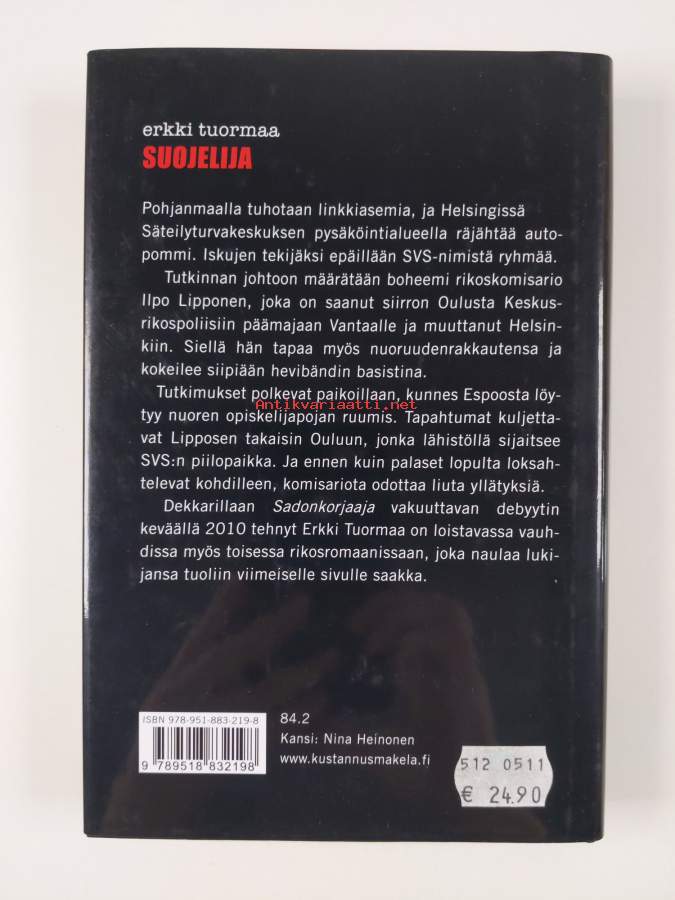 erkki tuormaa
SUOJELIJA
Pohjanmaalla tuhotaan linkkiasemia, ja Helsingissä
Säteilyturvakeskuksen pysäköintialueella räjähtää auto-
pommi. Iskujen tekijäksi epäillään SVS-nimistä ryhmää.
Tutkinnan johtoon määrätään boheemi rikoskomisario
Ilpo Lipponen, joka on saanut siirron Oulusta Keskus-
rikospoliisiin päämajaan Vantaalle ja muuttanut Helsin-
kiin. Siellä hän tapaa myös nuoruudenrakkautensa ja
kokeilee siipiään hevibändin basistina.
Tutkimukset polkevat paikoillaan, kunnes Espoosta löy-
Antikvariaatti.net
tyy nuoren opiskelijapojan ruumis. Tapahtumat kuljetta-
vat Lipposen takaisin Ouluun, jonka lähistöllä sijaitsee
SVS:n piilopaikka. Ja ennen kuin palaset lopulta loksah-
televat kohdilleen, komisariota odottaa liuta yllätyksiä.
Dekkarillaan Sadonkorjaaja vakuuttavan debyytin
keväällä 2010 tehnyt Erkki Tuormaa on loistavassa vauh-
dissa myös toisessa rikosromaanissaan, joka naulaa luki-
jansa tuoliin viimeiselle sivulle saakka.
ISBN 978-951-883-219-8
9 789518 832198
84.2
Kansi: Nina Heinonen
www.kustannusmakela.fi
512 0511
€ 24.90